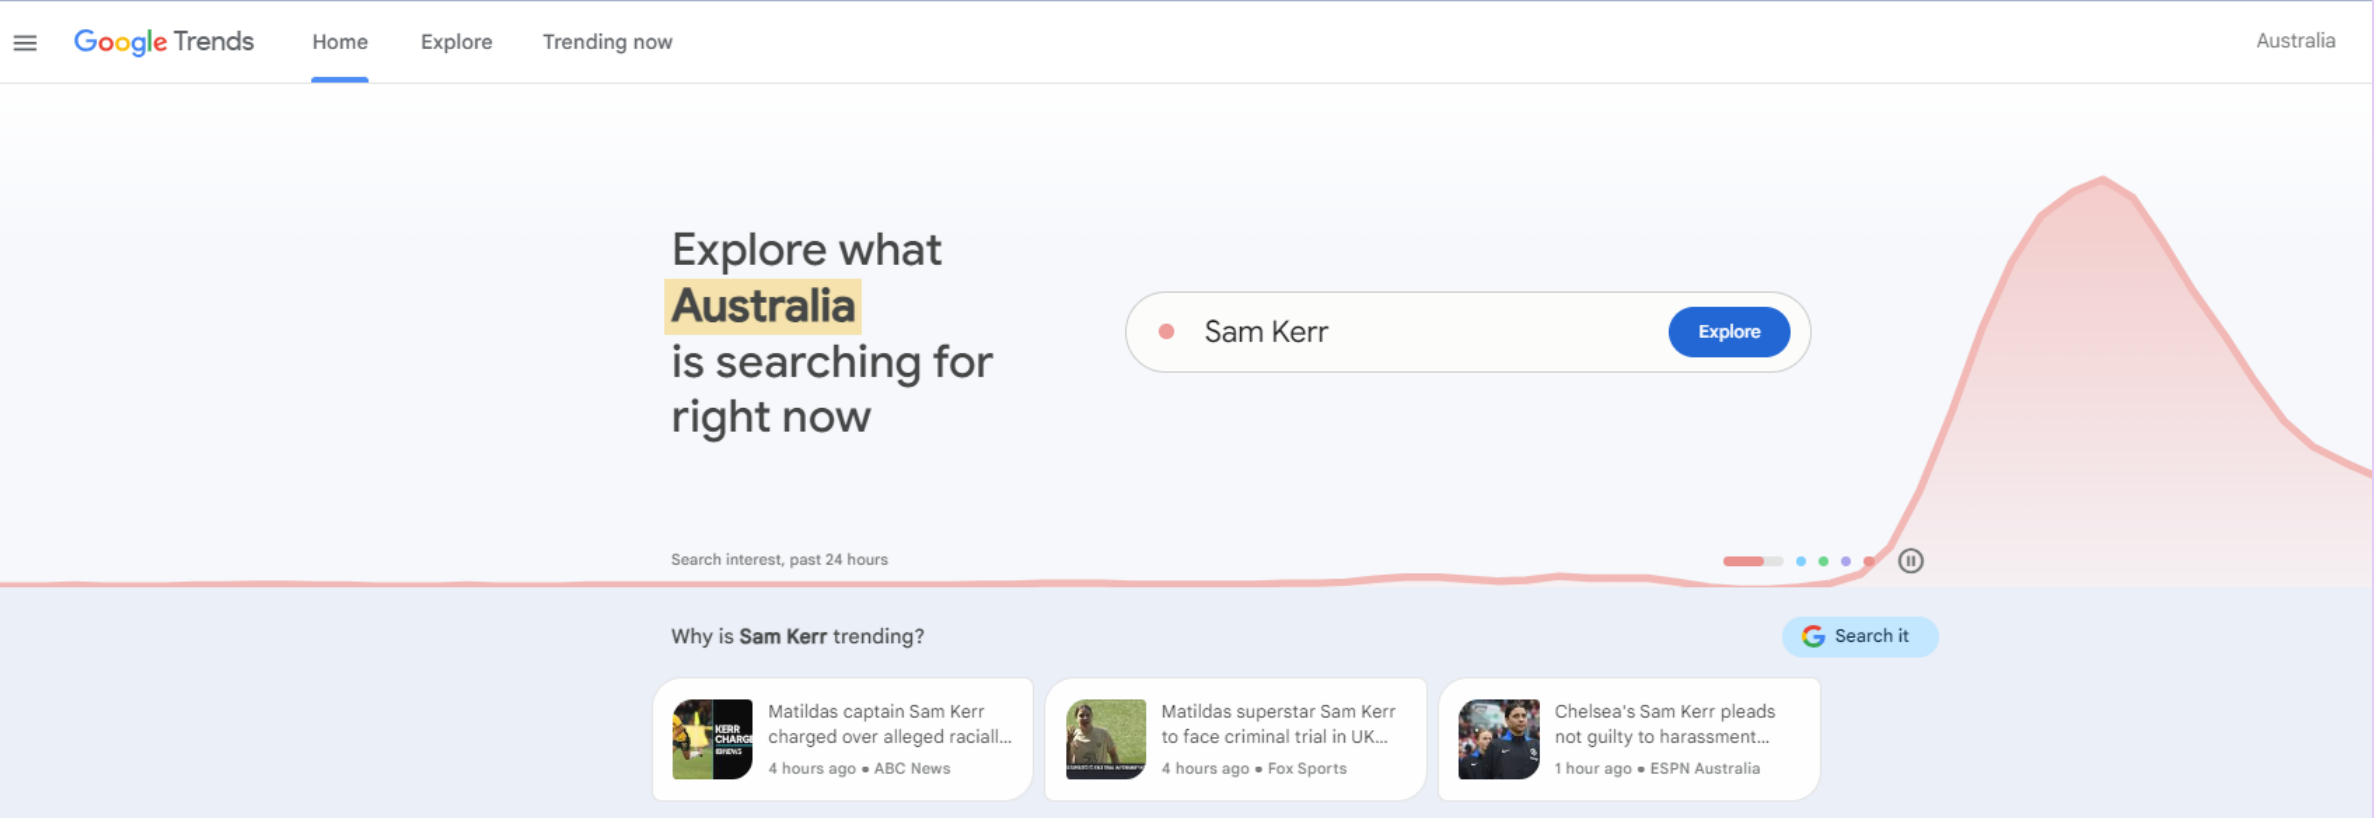 Google Trends
Home
Explore
Trending now
Australia
Explore what
Australia
is searching for
right now
Sam Kerr
Explore
Search interest, past 24 hours
Why is Sam Kerr trending?
Search it
KERR
CHARGE
NEWS
Matildas captain Sam Kerr
charged over alleged raciall...
4 hours ago • ABC News
Matildas superstar Sam Kerr
to face criminal trial in UK...
4 hours ago • Fox Sports
Chelsea's Sam Kerr pleads
not guilty to harassment...
1 hour ago • ESPN Australia